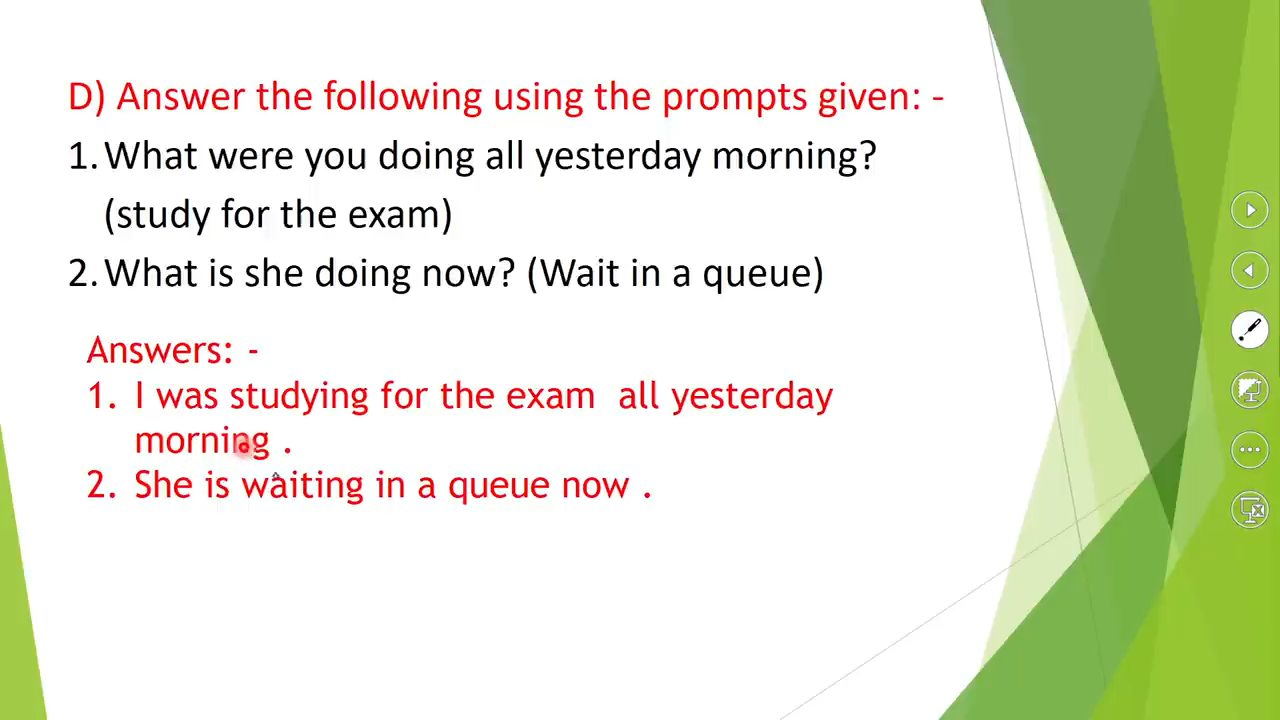 D) Answer the following using the prompts given: -
1. What were you doing all yesterday morning?
(study for the exam)
2. What is she doing now? (Wait in a queue)
Answers: -
1. I was studying for the exam  all yesterday
morning .
2. She is waiting in a queue now .